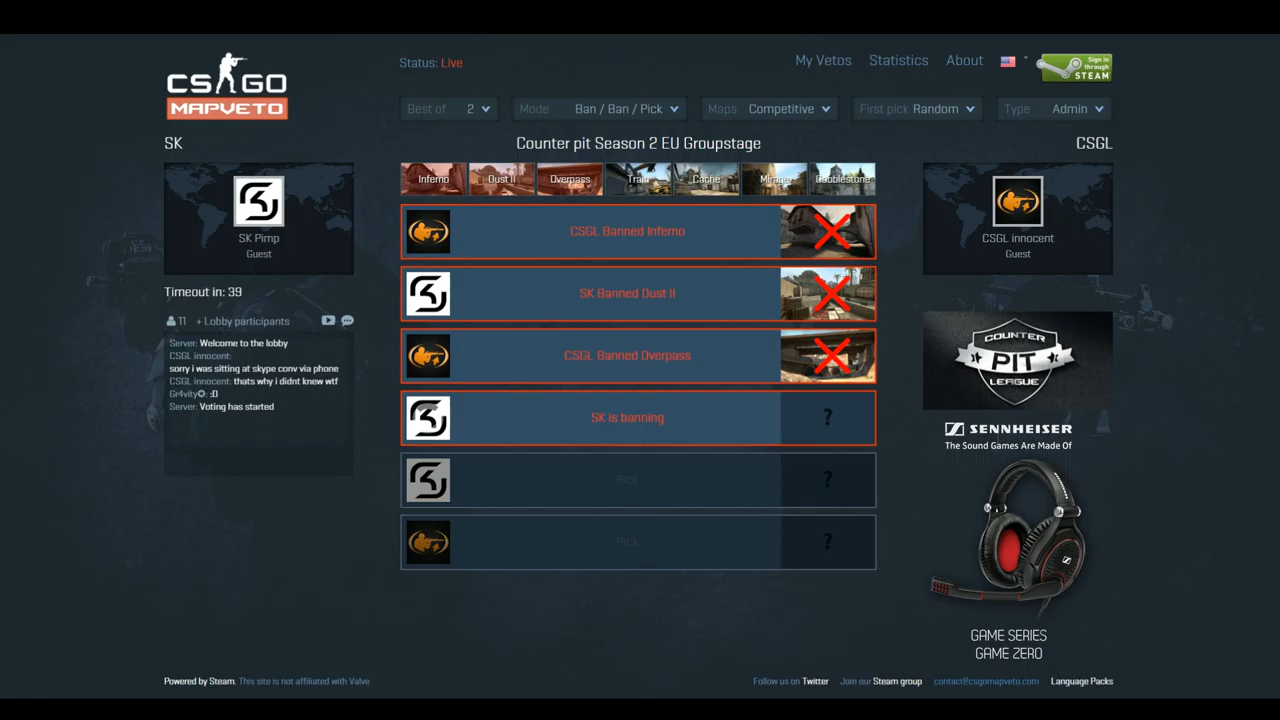 CS GO
MAPVETO
Status: Live
My Vetos Statistics About
Sign in
through
STEAM
Best of 2
Mode Ban / Ban / Pick
Maps Competitive
First pick Random
Type Admin
SK
Counter pit Season 2 EU Groupstage
CSGL
SK Pimp
Guest
Timeout in: 39
11 + Lobby participants
Server: Welcome to the lobby
CSGL innocent:
sorry i was sitting at skype conv via phone
CSGL innocent: thats why i didnt knew wtf
Gr4vity✪: :D
Server: Voting has started
Inferno Dust II Overpass Train Cache Mirage Cobblestone
CSGL Banned Inferno
SK Banned Dust II
CSGL Banned Overpass
SK is banning ?
Pick ?
Pick ?
CSGL innocent
Guest
COUNTER
PIT
LEAGUE
SENNHEISER
The Sound Games Are Made Of
GAME SERIES
GAME ZERO
Powered by Steam. This site is not affiliated with Valve
Follow us on Twitter Join our Steam group contact@csgomapveto.com Language Packs